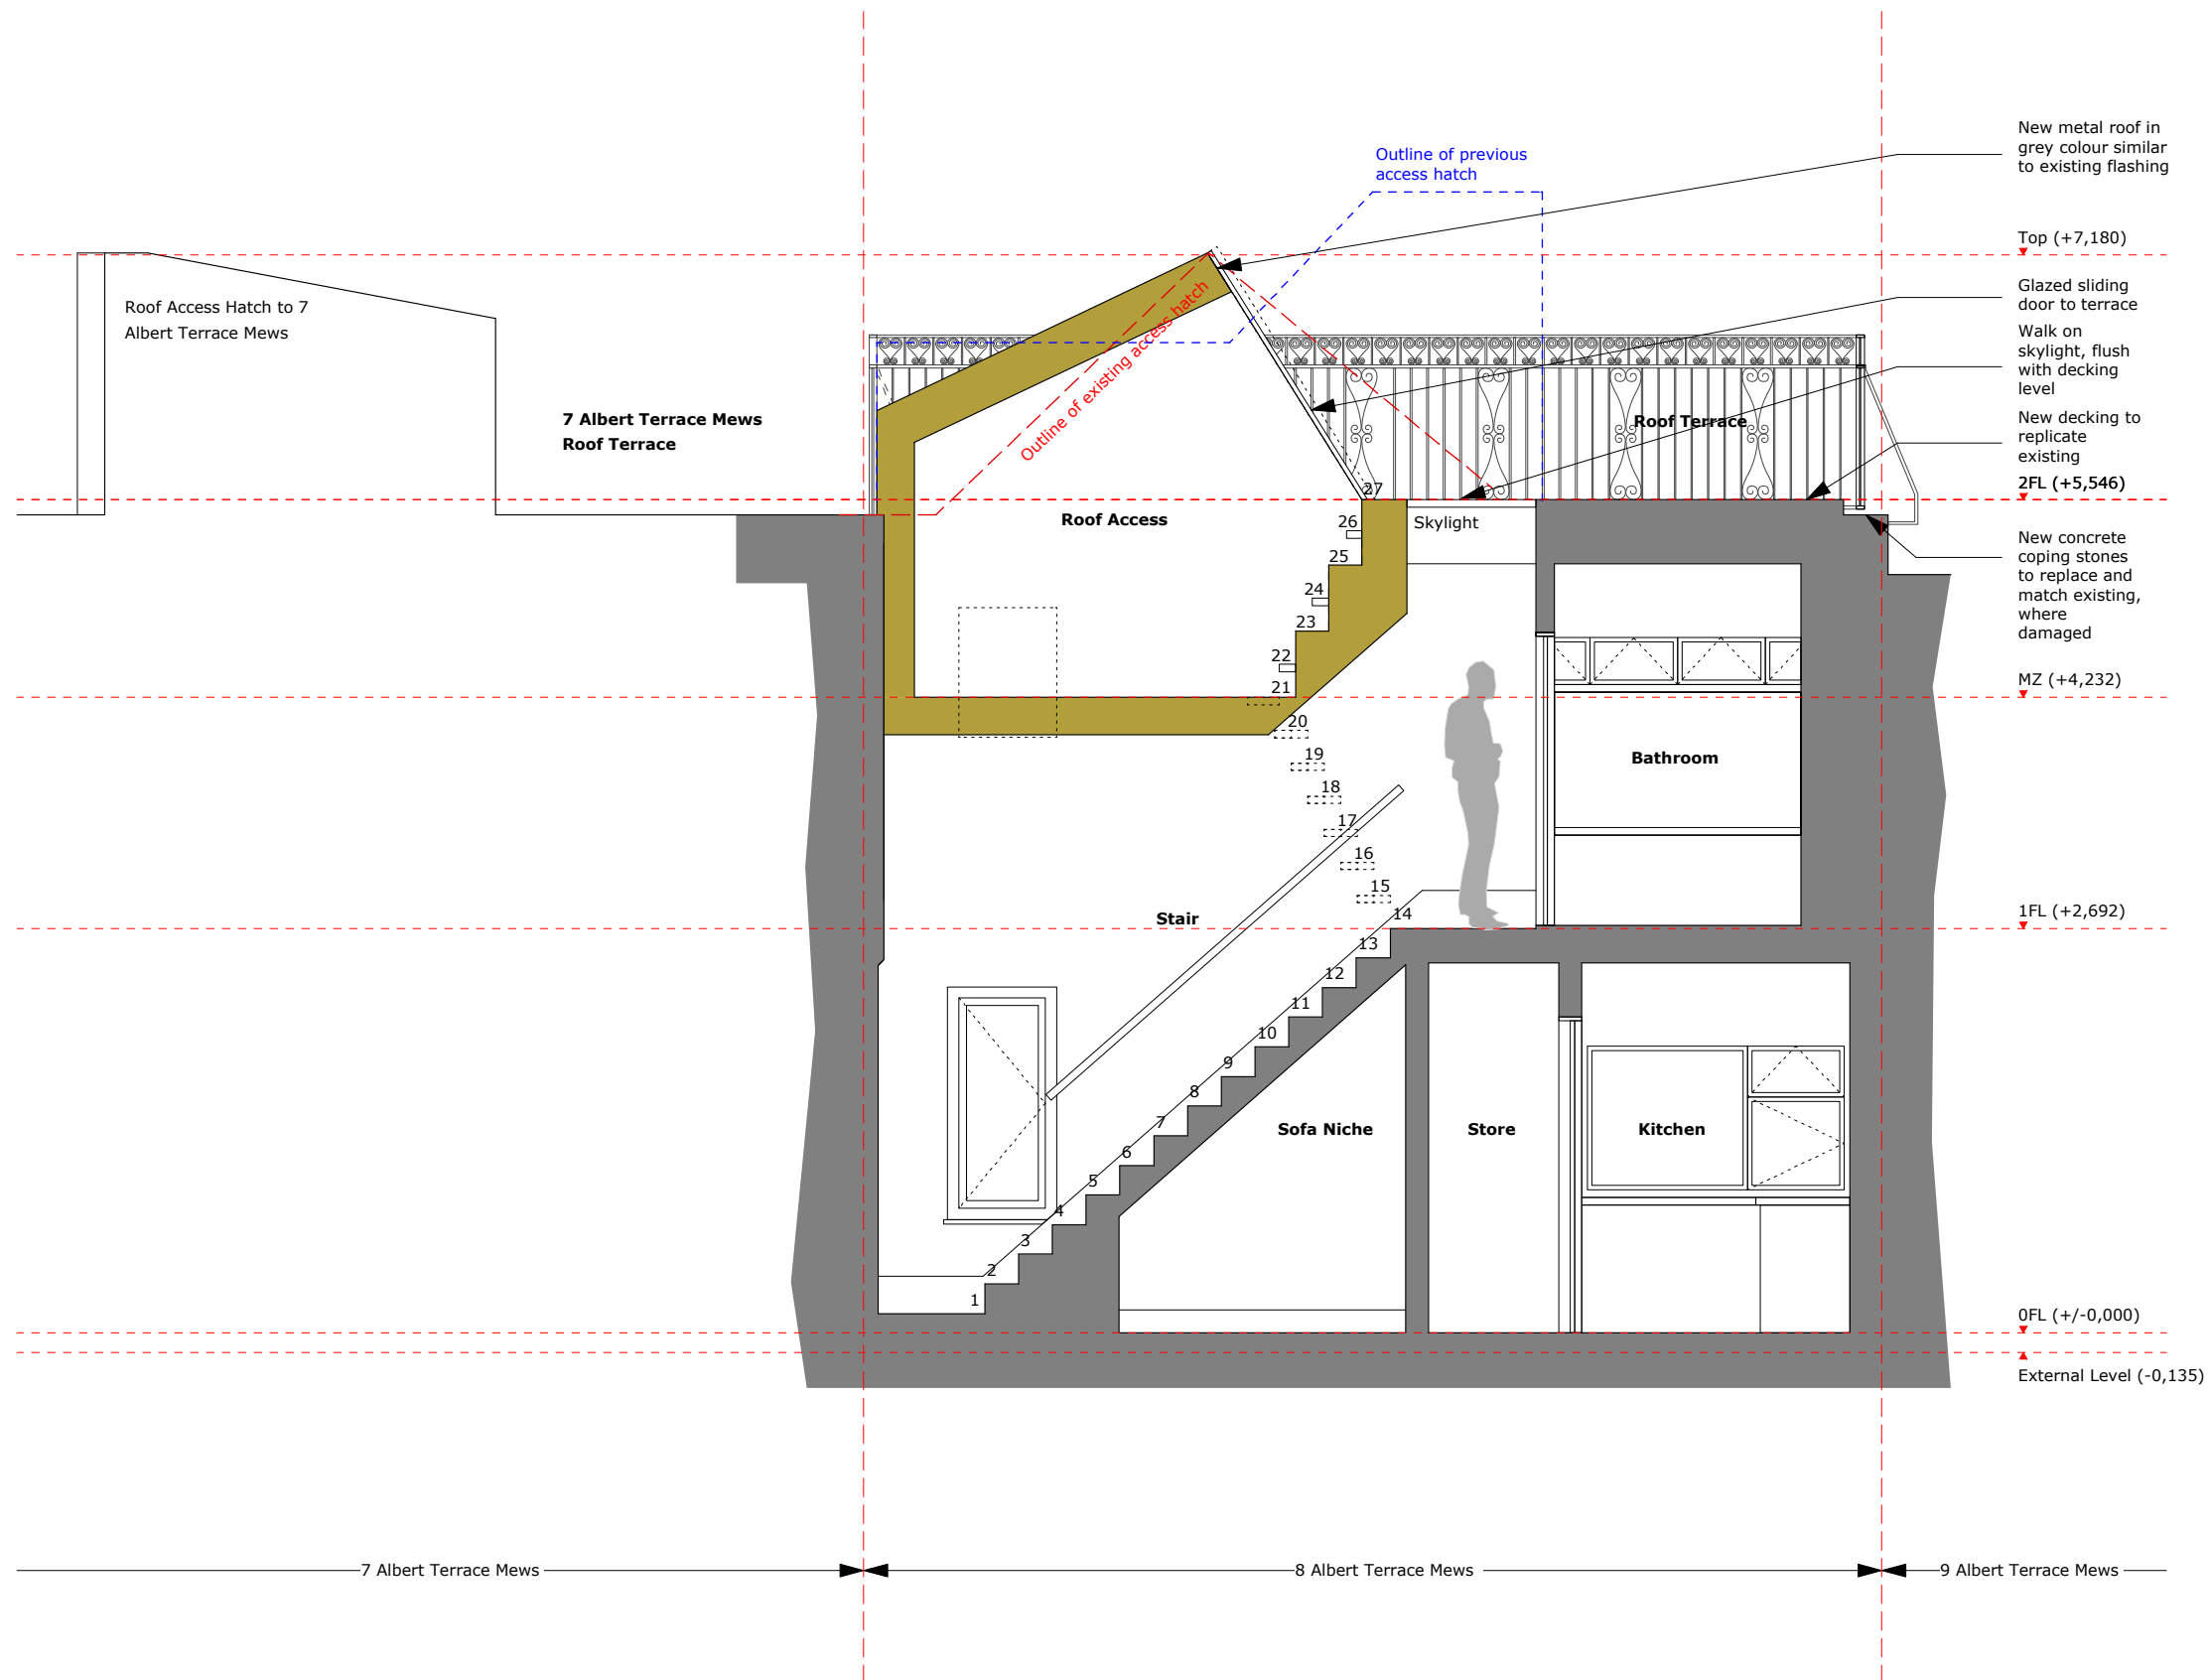 New metal roof in
grey colour similar
to existing flashing
Outline of previous
access hatch
Top (+7,180)
Roof Access Hatch to 7
Albert Terrace Mews
Outline of existing access hatch
Glazed sliding
door to terrace
Walk on
skylight, flush
with decking
level
7 Albert Terrace Mews
Roof Terrace
Roof Terrace
New decking to
replicate
existing
2FL (+5,546)
27
Roof Access
26
Skylight
25
New concrete
coping stones
to replace and
match existing,
where
damaged
24
23
22
21
MZ (+4,232)
20
19
Bathroom
18
17
16
15
14
Stair
1FL (+2,692)
13
12
11
10
9
8
7
Sofa Niche
Store
Kitchen
6
5
4
3
2
1
0FL (+/-0,000)
External Level (-0,135)
7 Albert Terrace Mews
8 Albert Terrace Mews
9 Albert Terrace Mews